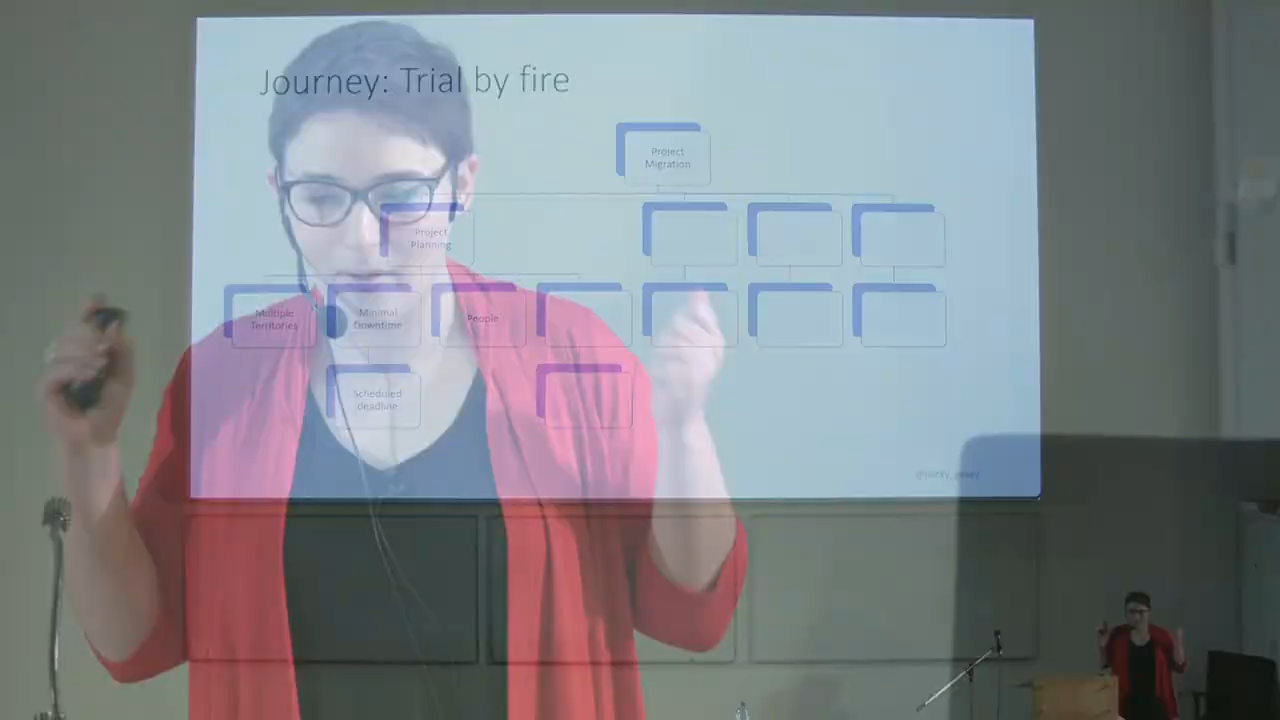 Journey: Trial by fire
Project
Migration
Project
Planning
Multiple
Territories
Minimal
Downtime
People
Scheduled
deadline